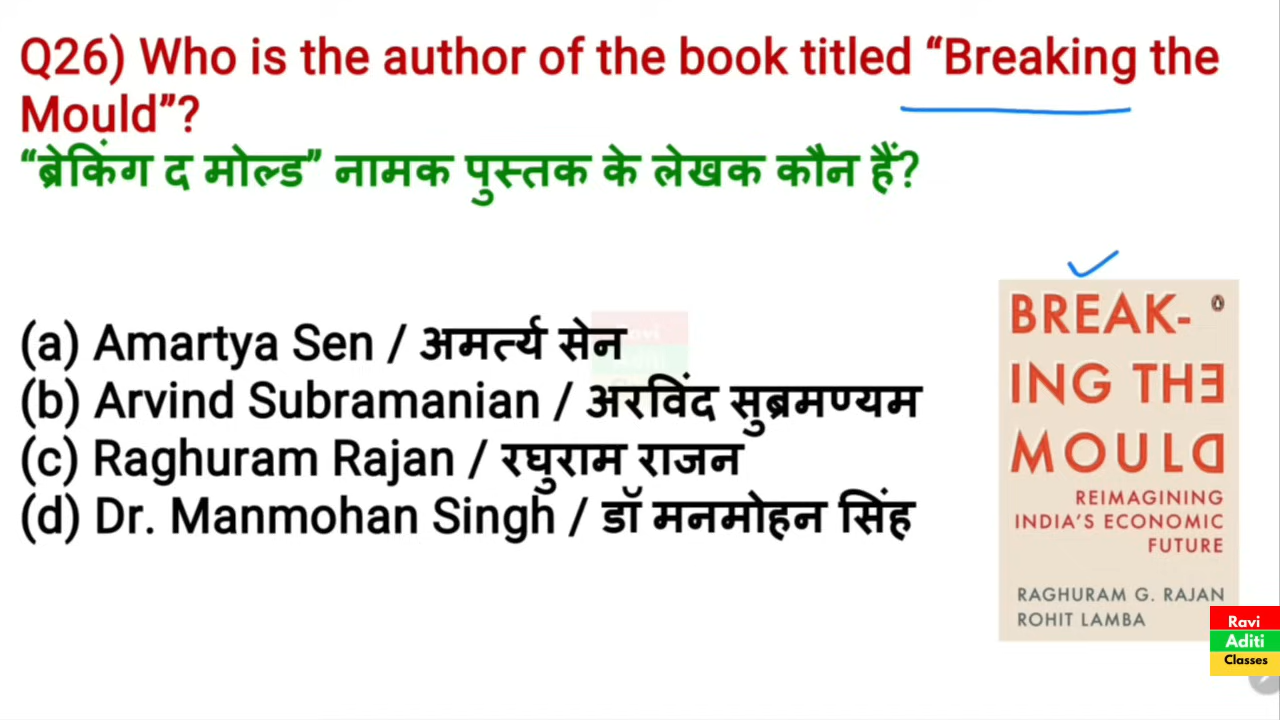 Q26) Who is the author of the book titled “Breaking the
Mould”?
“ब्रेकिंग द मोल्ड” नामक पुस्तक के लेखक कौन हैं?
(a) Amartya Sen / अमर्त्य सेन
(b) Arvind Subramanian / अरविंद सुब्रमण्यम
(c) Raghuram Rajan / रघुराम राजन
(d) Dr. Manmohan Singh / डॉ मनमोहन सिंह
BREAK-
ING THE
MOULD
REIMAGINING
INDIA’S ECONOMIC
FUTURE
RAGHURAM G. RAJAN
ROHIT LAMBA
Ravi
Aditi
Classes
Ravi
Aditi